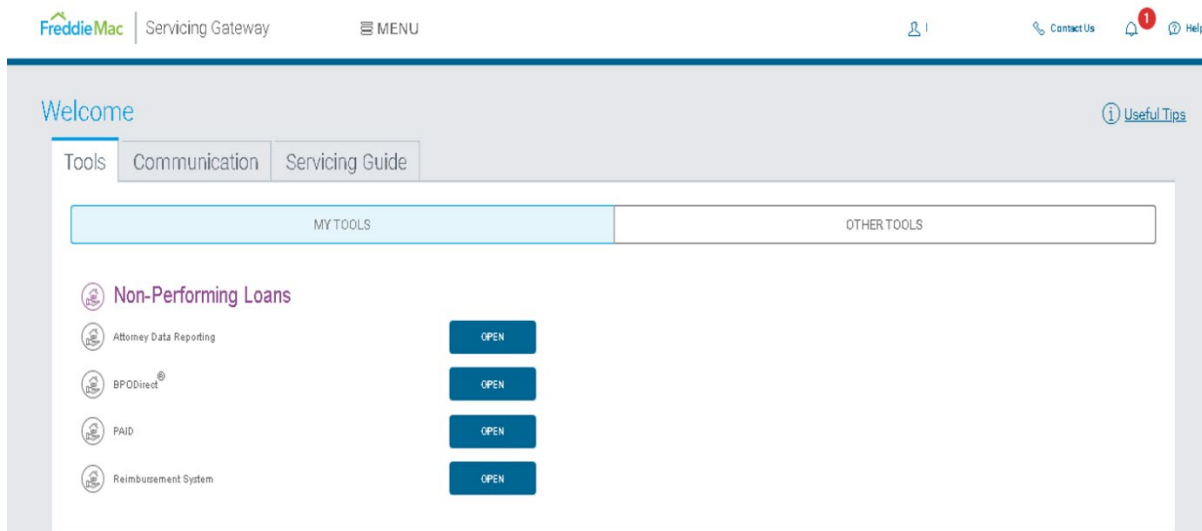 FreddieMac Servicing Gateway MENU Contact Us 1 Help
Welcome
Useful Tips
Tools Communication Servicing Guide
MY TOOLS OTHER TOOLS
Non-Performing Loans
Attorney Data Reporting OPEN
BPODirect® OPEN
PAID OPEN
Reimbursement System OPEN